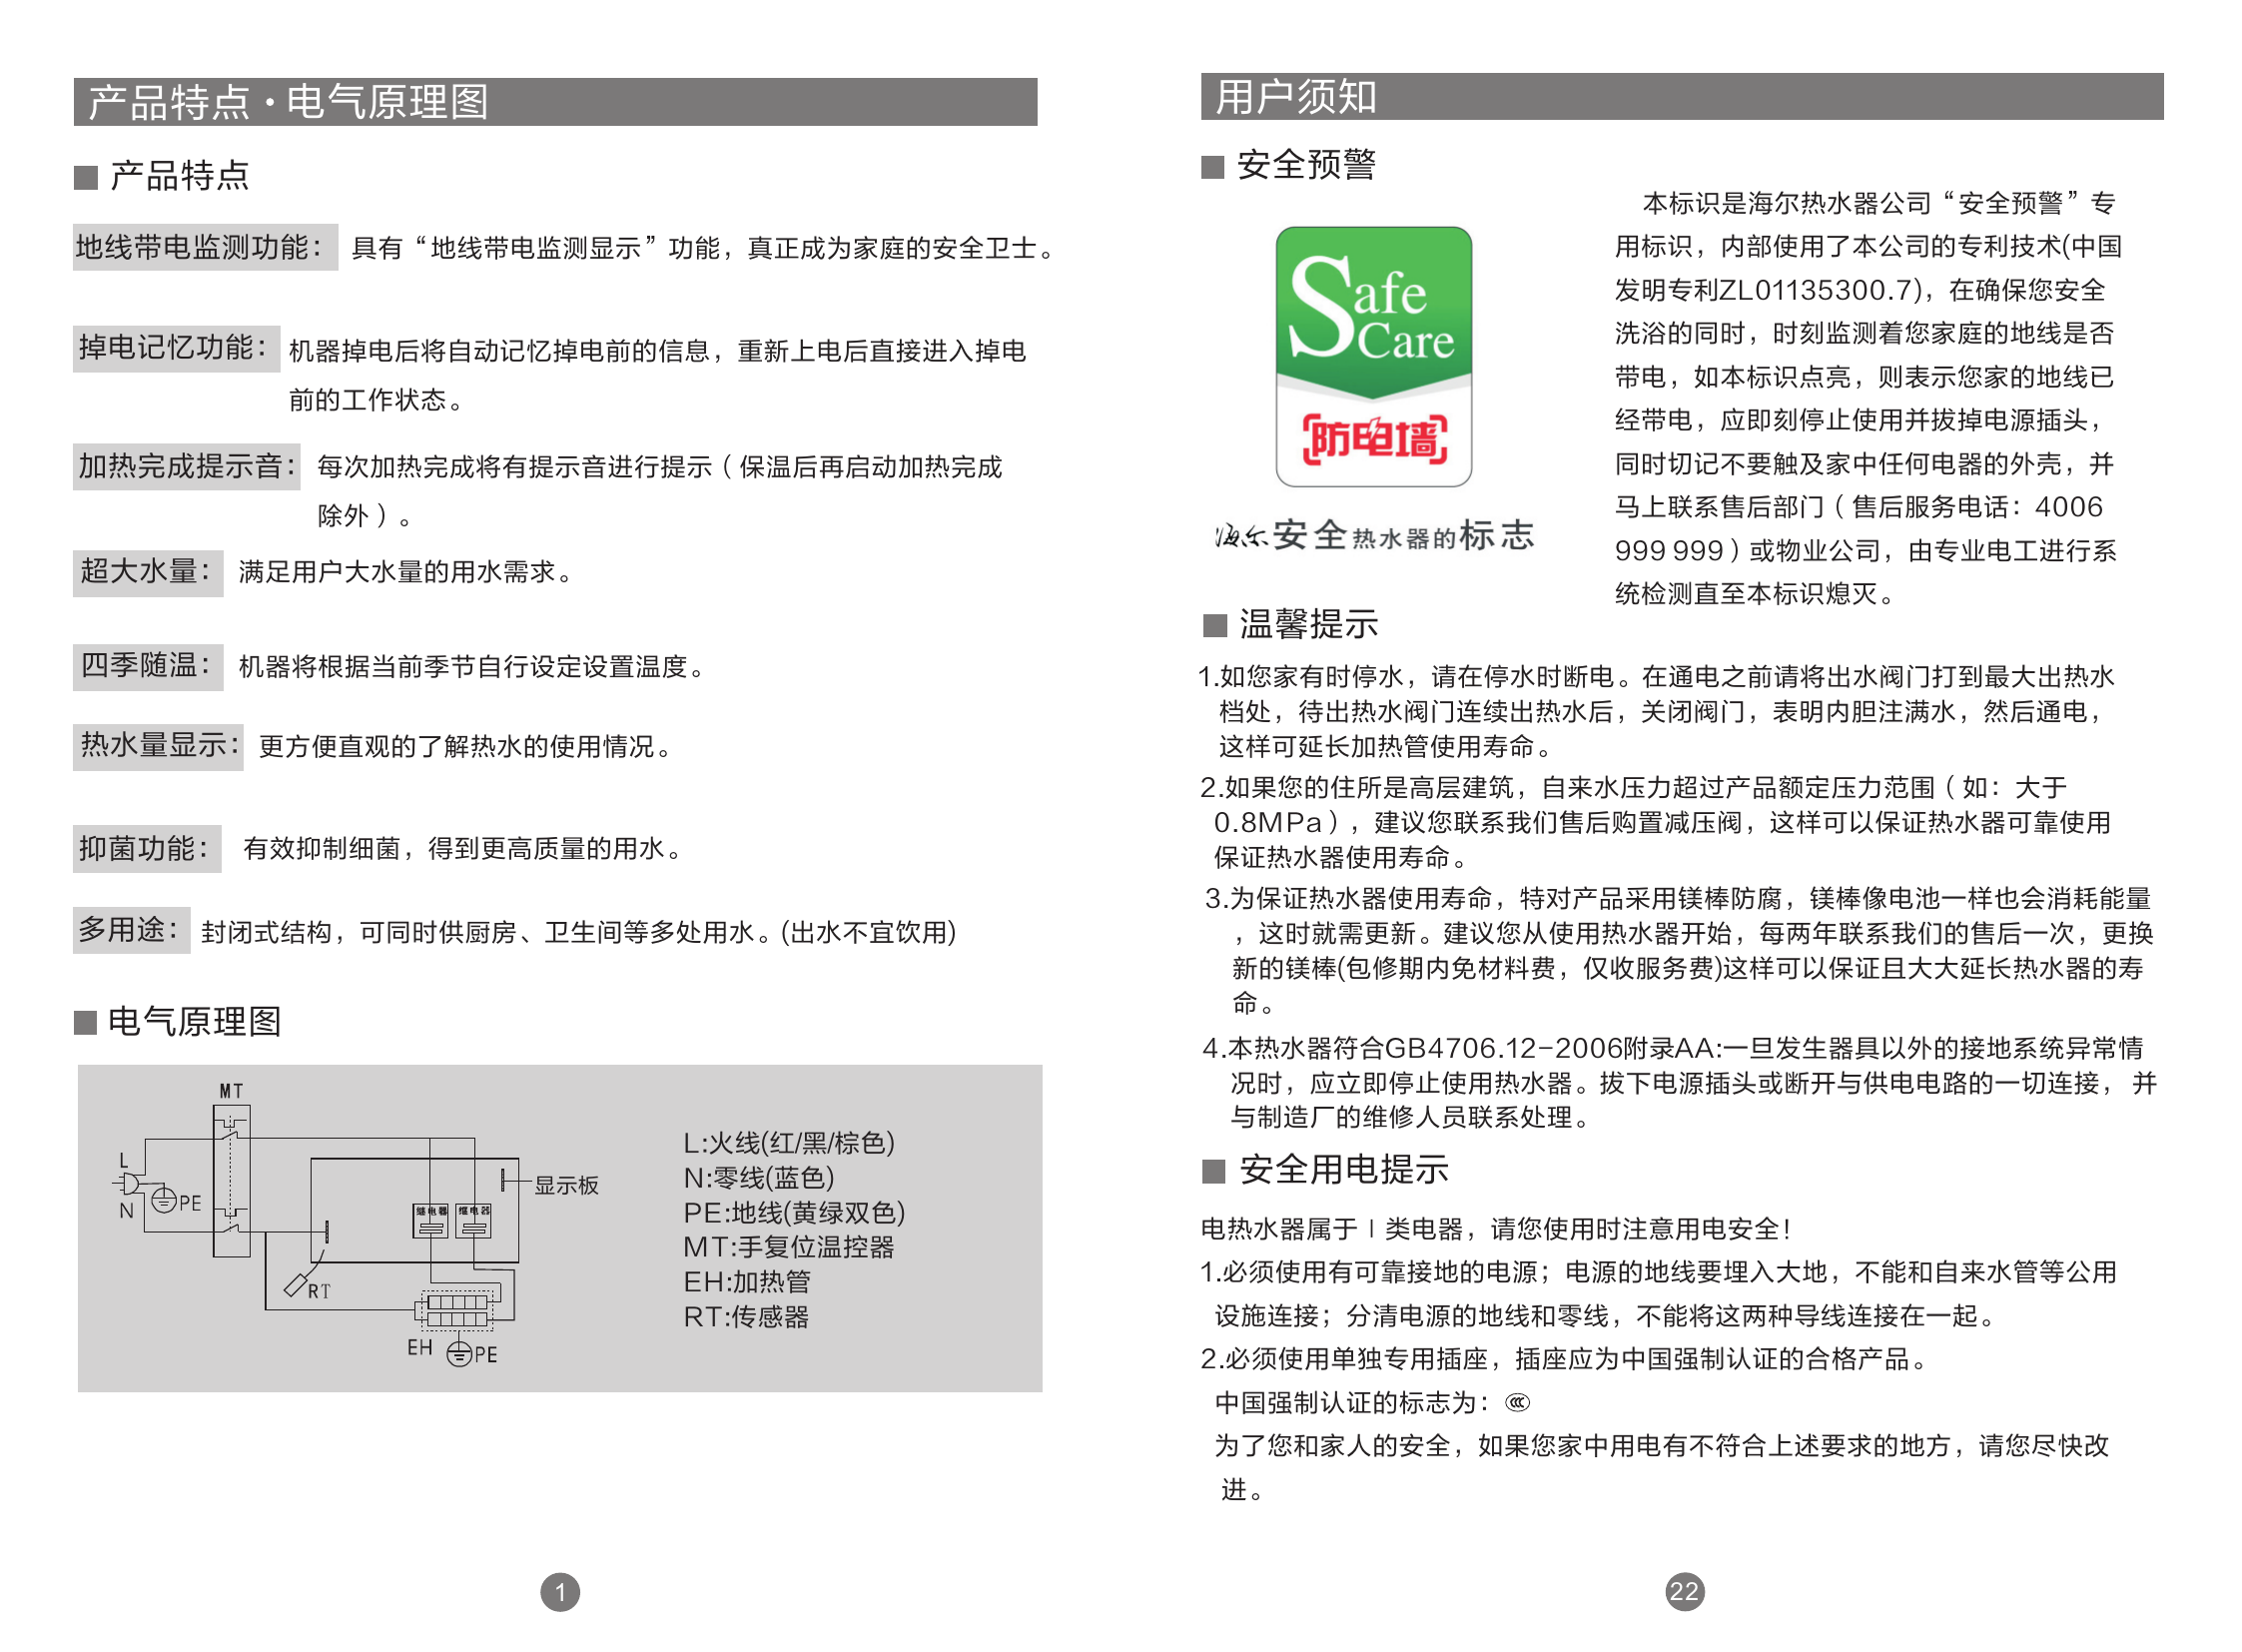 产品特点·电气原理图
产品特点
地线带电监测功能： 具有“地线带电监测显示”功能，真正成为家庭的安全卫士。
掉电记忆功能： 机器掉电后将自动记忆掉电前的信息，重新上电后直接进入掉电
前的工作状态。
加热完成提示音： 每次加热完成将有提示音进行提示（保温后再启动加热完成
除外）。
超大水量： 满足用户大水量的用水需求。
四季随温： 机器将根据当前季节自行设定设置温度。
热水量显示： 更方便直观的了解热水的使用情况。
抑菌功能： 有效抑制细菌，得到更高质量的用水。
多用途： 封闭式结构，可同时供厨房、卫生间等多处用水。(出水不宜饮用)
电气原理图
MT
L
N
PE
显示板
继电器 继电器
RT
EH
PE
L:火线(红/黑/棕色)
N:零线(蓝色)
PE:地线(黄绿双色)
MT:手复位温控器
EH:加热管
RT:传感器
1
用户须知
安全预警
Safe
Care
防电墙
海尔安全热水器的标志
本标识是海尔热水器公司“安全预警”专
用标识，内部使用了本公司的专利技术(中国
发明专利ZL01135300.7)，在确保您安全
洗浴的同时，时刻监测着您家庭的地线是否
带电，如本标识点亮，则表示您家的地线已
经带电，应即刻停止使用并拔掉电源插头，
同时切记不要触及家中任何电器的外壳，并
马上联系售后部门（售后服务电话：4006
999 999）或物业公司，由专业电工进行系
统检测直至本标识熄灭。
温馨提示
1.如您家有时停水，请在停水时断电。在通电之前请将出水阀门打到最大出热水
档处，待出热水阀门连续出热水后，关闭阀门，表明内胆注满水，然后通电，
这样可延长加热管使用寿命。
2.如果您的住所是高层建筑，自来水压力超过产品额定压力范围（如：大于
0.8MPa），建议您联系我们售后购置减压阀，这样可以保证热水器可靠使用
保证热水器使用寿命。
3.为保证热水器使用寿命，特对产品采用镁棒防腐，镁棒像电池一样也会消耗能量
，这时就需更新。建议您从使用热水器开始，每两年联系我们的售后一次，更换
新的镁棒(包修期内免材料费，仅收服务费)这样可以保证且大大延长热水器的寿
命。
4.本热水器符合GB4706.12-2006附录AA:一旦发生器具以外的接地系统异常情
况时，应立即停止使用热水器。拔下电源插头或断开与供电电路的一切连接， 并
与制造厂的维修人员联系处理。
安全用电提示
电热水器属于Ⅰ类电器，请您使用时注意用电安全！
1.必须使用有可靠接地的电源；电源的地线要埋入大地，不能和自来水管等公用
设施连接；分清电源的地线和零线，不能将这两种导线连接在一起。
2.必须使用单独专用插座，插座应为中国强制认证的合格产品。
中国强制认证的标志为：CCC
为了您和家人的安全，如果您家中用电有不符合上述要求的地方，请您尽快改
进。
22